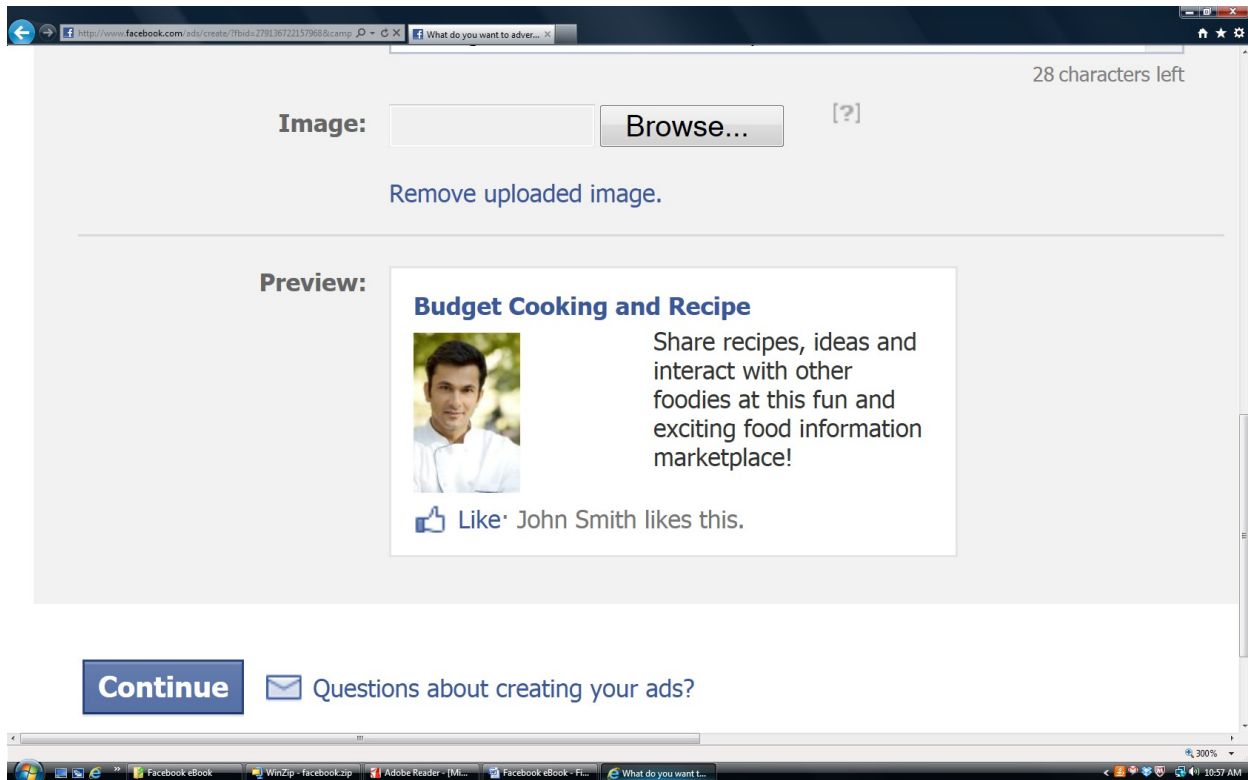 http://www.facebook.com/ads/create/?fbid=279136722157968&camp
What do you want to adver...
28 characters left
Image:
Browse...
[?]
Remove uploaded image.
Preview:
Budget Cooking and Recipe
Share recipes, ideas and
interact with other
foodies at this fun and
exciting food information
marketplace!
Like· John Smith likes this.
Continue
Questions about creating your ads?
300%
Facebook eBook
WinZip - facebook.zip
Adobe Reader - [Mi...
Facebook eBook - Fi...
What do you want t...
10:57 AM